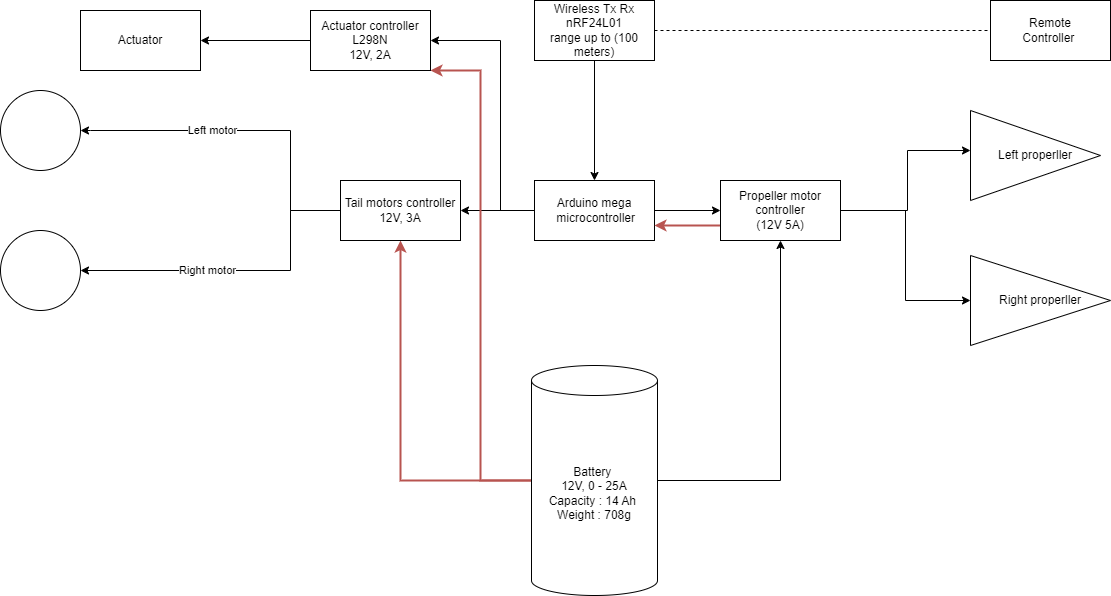 Actuator
Actuator controller
L298N
12V, 2A
Wireless Tx Rx
nRF24L01
range up to (100
meters)
Remote
Controller
Left motor
Left properller
Tail motors controller
12V, 3A
Arduino mega
microcontroller
Propeller motor
controller
(12V 5A)
Right motor
Right properller
Battery
12V, 0 - 25A
Capacity : 14 Ah
Weight : 708g